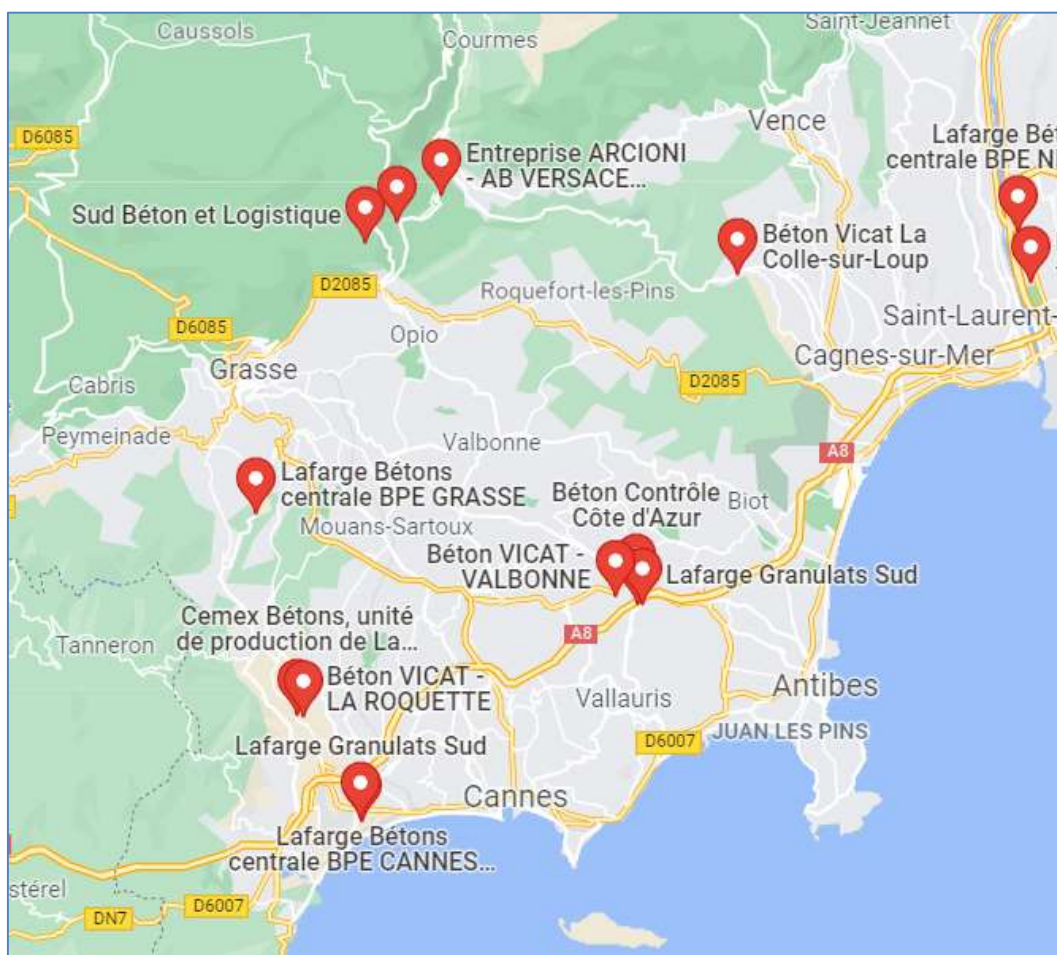 Caussols
Courmes
Saint-Jeannet
D6085
Vence
Lafarge Bét
centrale BPE N
Entreprise ARCIONI
- AB VERSACE...
Sud Béton et Logistique
Béton Vicat La
Colle-sur-Loup
D2085
Roquefort-les-Pins
Saint-Laurent-
D6085
Opio
Cagnes-sur-Mer
Grasse
Cabris
D2085
Peymeinade
Valbonne
A8
Lafarge Bétons
centrale BPE GRASSE
Béton Contrôle
Côte d'Azur
Biot
Mouans-Sartoux
Béton VICAT -
VALBONNE
Lafarge Granulats Sud
Cemex Bétons, unité
de production de La...
Tanneron
A8
Béton VICAT -
LA ROQUETTE
Vallauris
Antibes
JUAN LES PINS
Lafarge Granulats Sud
D6007
Cannes
Lafarge Bétons
centrale BPE CANNES...
stérel
DN7
D6007